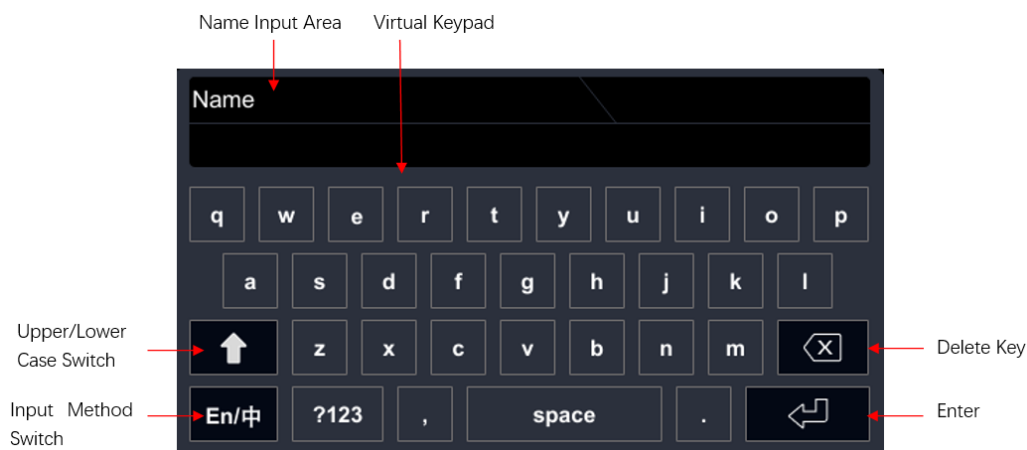 Name Input Area Virtual Keypad
Name
q w e r t y u i o p
a s d f g h j k l
Upper/Lower
Case Switch
z x c v b n m
Delete Key
Input Method
Switch
En/中 ?123 , space .
Enter